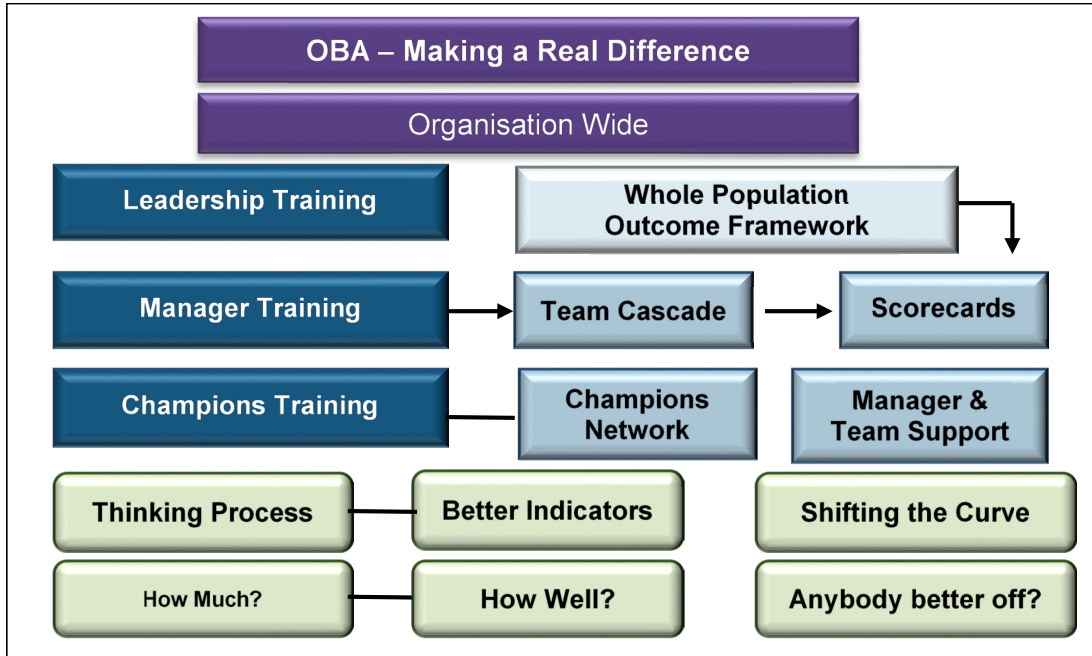 OBA – Making a Real Difference
Organisation Wide
Leadership Training
Whole Population
Outcome Framework
Manager Training
Team Cascade
Scorecards
Champions Training
Champions
Network
Manager &
Team Support
Thinking Process
Better Indicators
Shifting the Curve
How Much?
How Well?
Anybody better off?